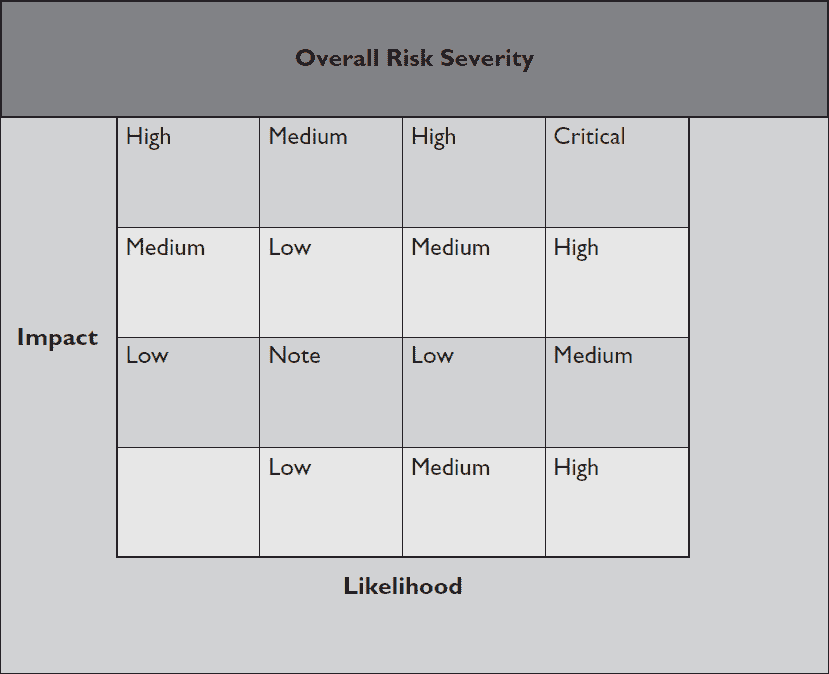 Overall Risk Severity
High Medium High Critical
Medium Low Medium High
Impact
Low Note Low Medium
Low Medium High
Likelihood